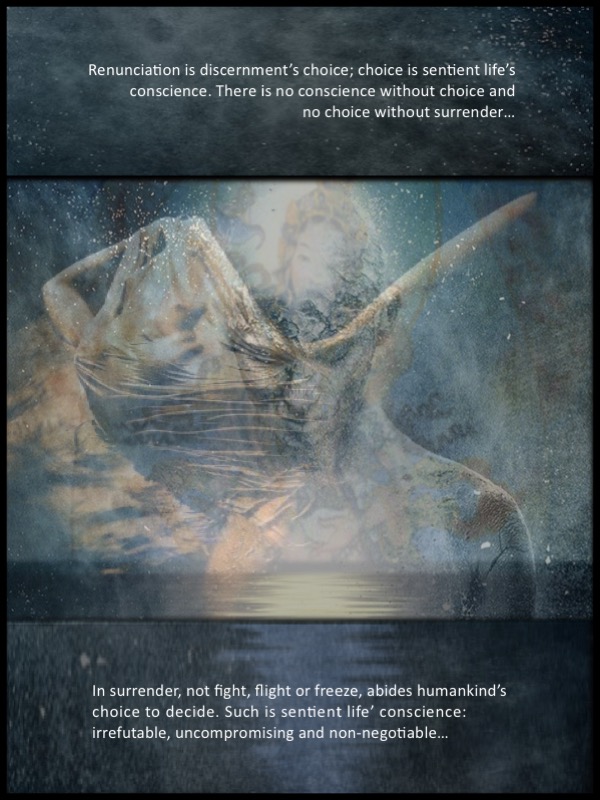 Renunciation is discernment's choice; choice is sentient life's
conscience. There is no conscience without choice and
no choice without surrender…
In surrender, not fight, flight or freeze, abides humankind's
choice to decide. Such is sentient life' conscience:
irrefutable, uncompromising and non-negotiable…